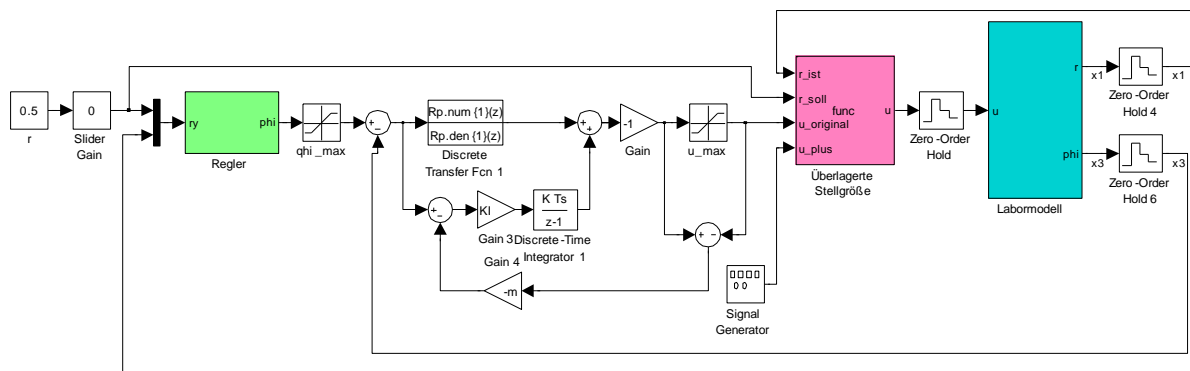 0.5
r
0
Slider
Gain
ry
phi
Regler
qhi _max
Rp.num {1}(z)
Rp.den {1}(z)
Discrete
Transfer Fcn 1
-1
Gain
u_max
r_ist
r_soll
u_original
u_plus
func
u
Überlagerte
Stellgröße
Zero -Order
Hold
u
r
phi
Labormodell
x1
Zero -Order
Hold 4
x1
x3
Zero -Order
Hold 6
x3
KI
Gain 3
K Ts
z-1
Discrete -Time
Integrator 1
Gain 4
-m
Signal
Generator